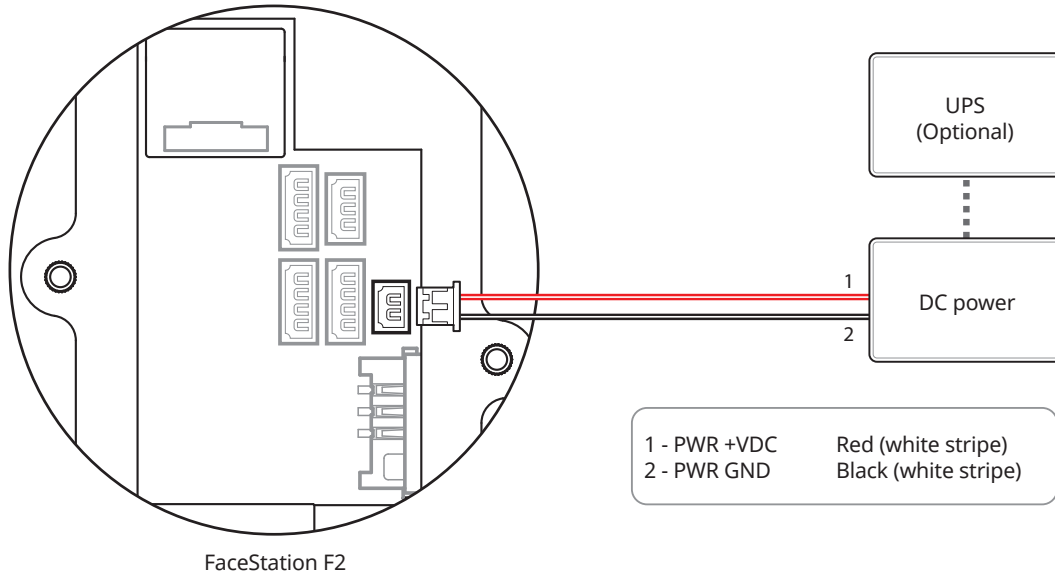 UPS
(Optional)
1
DC power
2
1 - PWR +VDC Red (white stripe)
2 - PWR GND Black (white stripe)
FaceStation F2